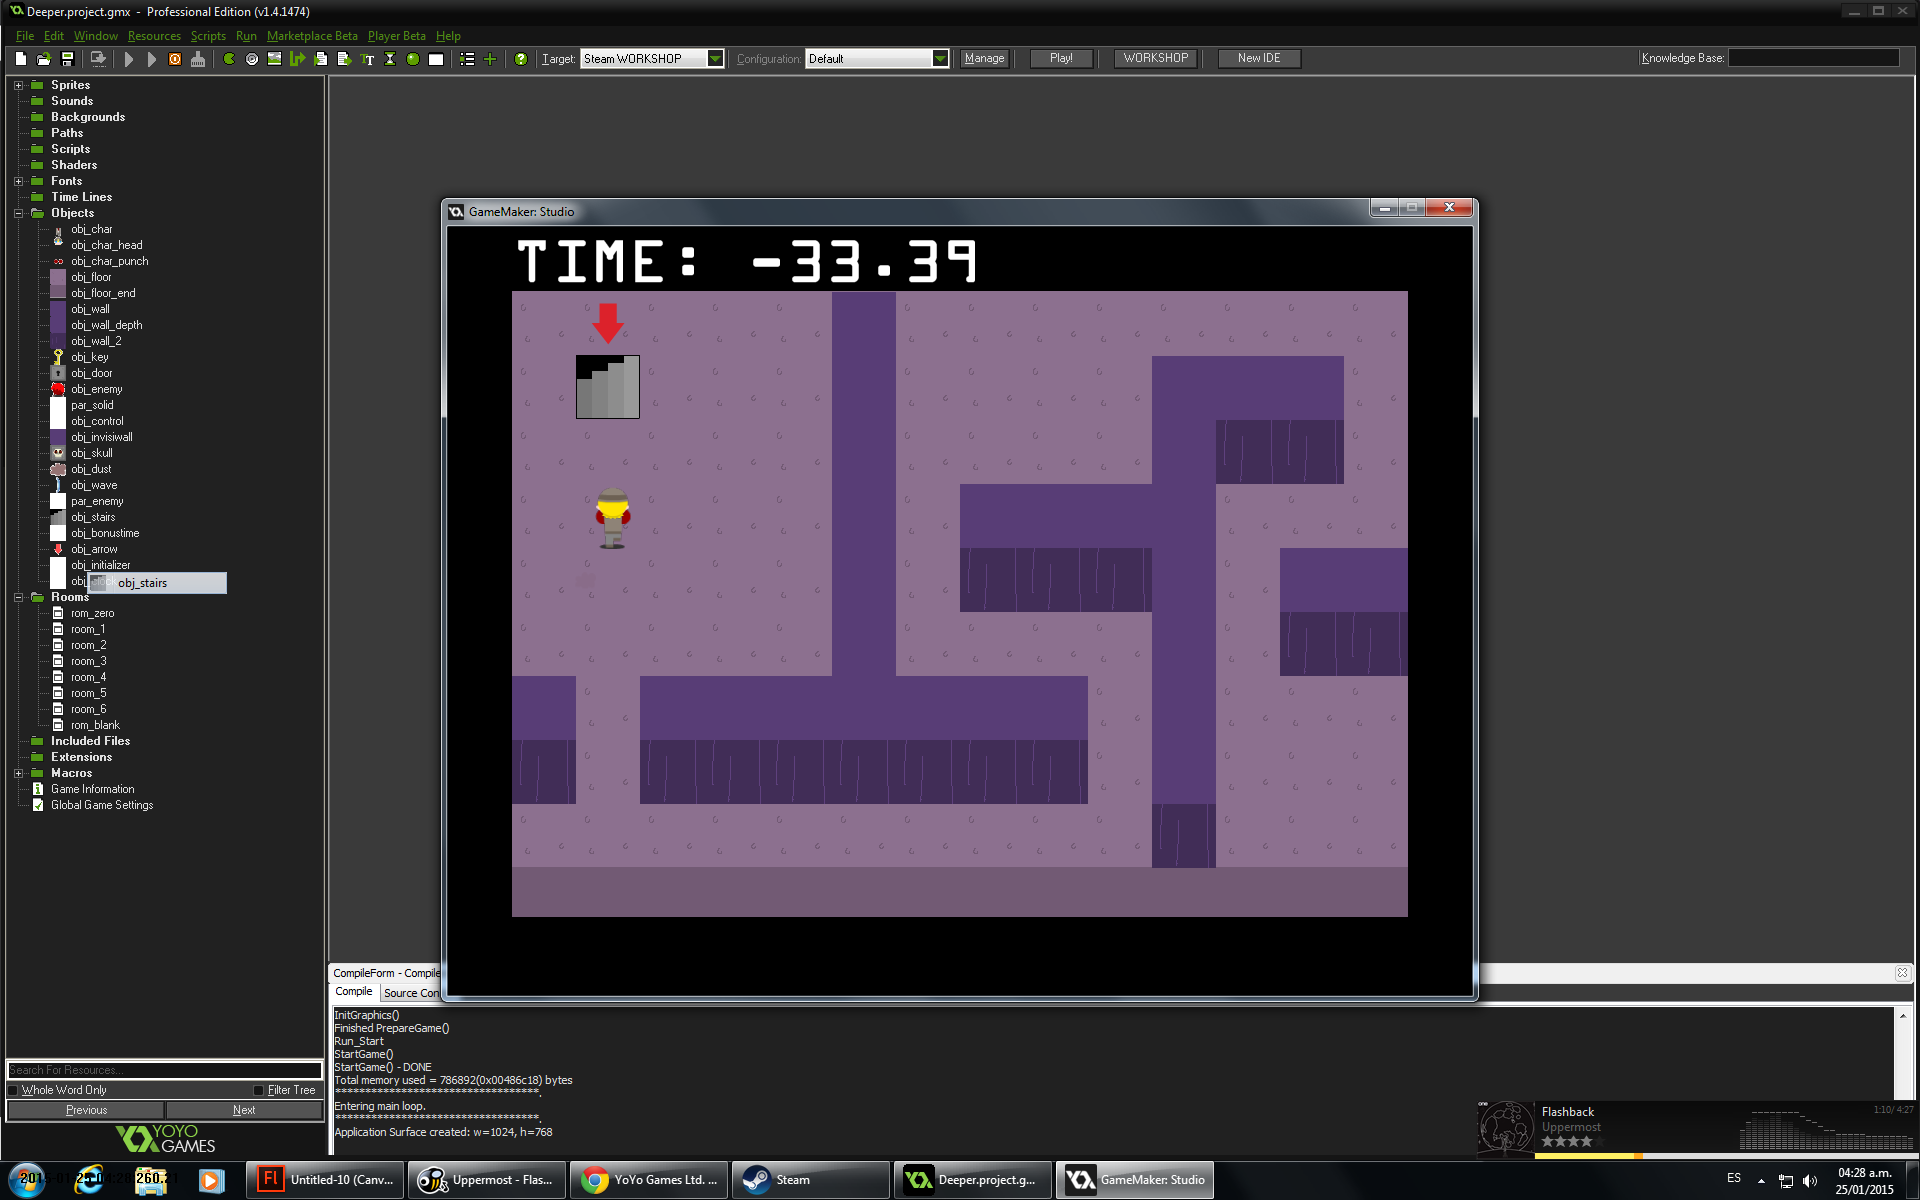 Deeper.project.gmx - Professional Edition (v1.4.1474)
File Edit Window Resources Scripts Run Marketplace Beta Player Beta Help
Target: Steam WORKSHOP Configuration: Default Manage Play! WORKSHOP New IDE Knowledge Base:
Sprites
Sounds
Backgrounds
Paths
Scripts
Shaders
Fonts
Time Lines
Objects
obj_char
obj_char_head
obj_char_punch
obj_floor
obj_floor_end
obj_wall
obj_wall_depth
obj_wall_2
obj_key
obj_door
obj_enemy
par_solid
obj_control
obj_invisiwall
obj_skull
obj_dust
obj_wave
par_enemy
obj_stairs
obj_bonustime
obj_arrow
obj_initializer
obj_stairs
Rooms
rom_zero
room_1
room_2
room_3
room_4
room_5
room_6
rom_blank
Included Files
Extensions
Macros
Game Information
Global Game Settings
Search For Resources...
Whole Word Only Filter Tree
Previous Next
YOYO GAMES
GameMaker: Studio
TIME: -33.39
CompileForm - Compile
Compile Source Con
InitGraphics()
Finished PrepareGame()
Run_Start
StartGame()
StartGame() - DONE
Total memory used = 786892(0x00486c18) bytes
***********************************.
Entering main loop.
***********************************.
Application Surface created: w=1024, h=768
Flashback 1:10/ 4:27
Uppermost
Untitled-10 (Canv... Uppermost - Flas... YoYo Games Ltd. ... Steam Deeper.project.g... GameMaker: Studio ES 04:28 a.m.
25/01/2015